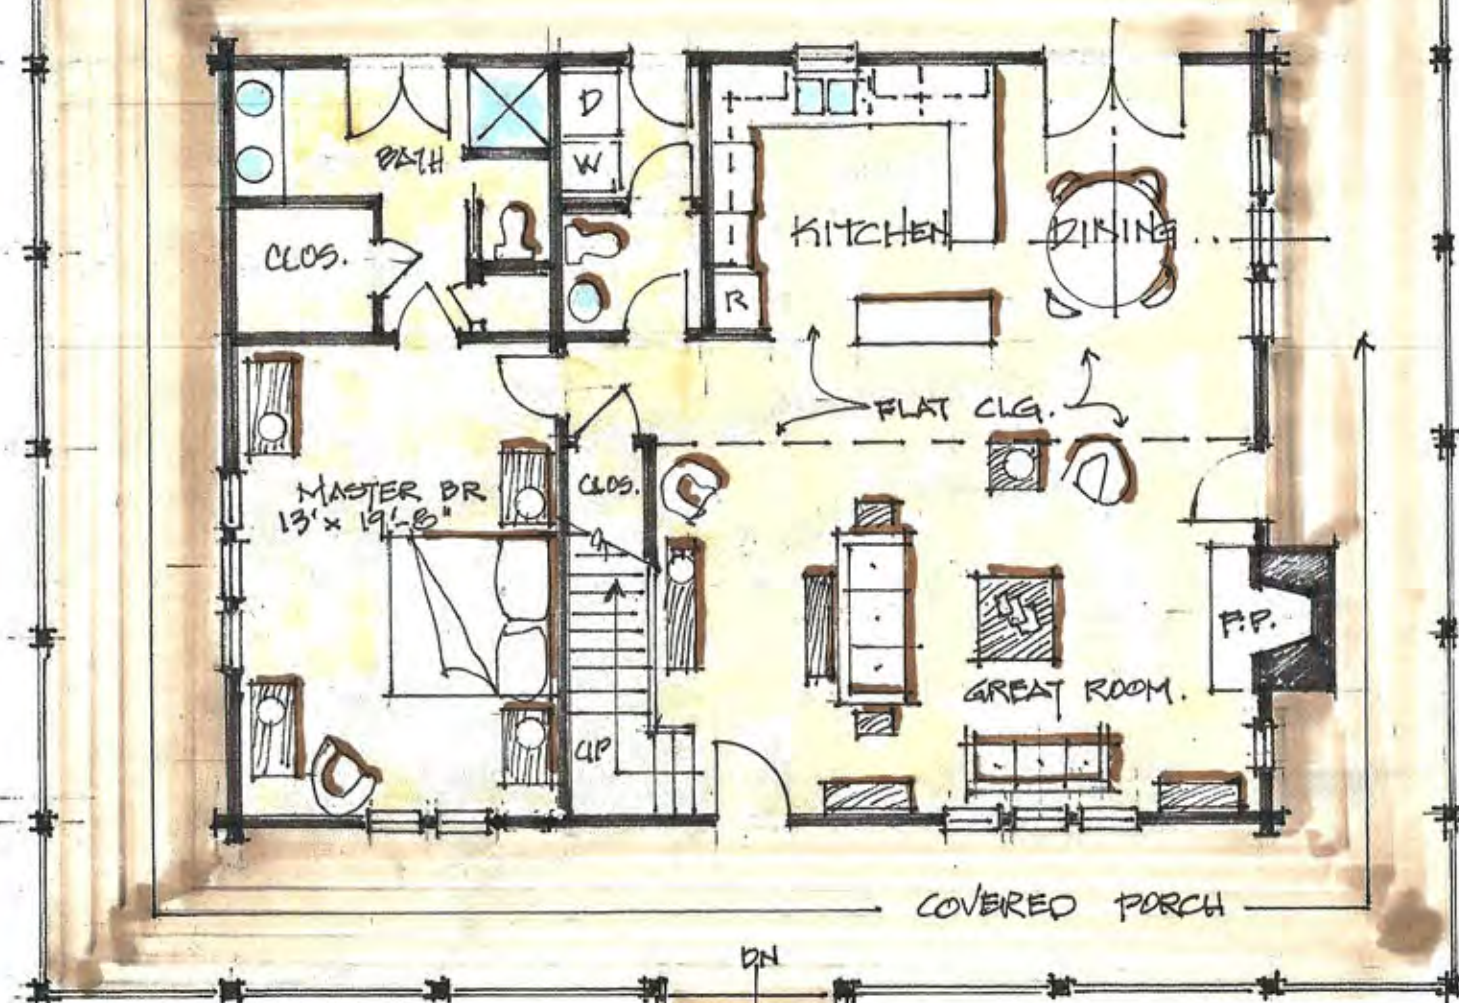 D
W
BATH
KITCHEN
DINING
CLOS.
R
FLAT CLG.
MASTER BR
13' x 19'-8"
CLOS.
F.P.
GREAT ROOM.
UP
COVERED PORCH
DN